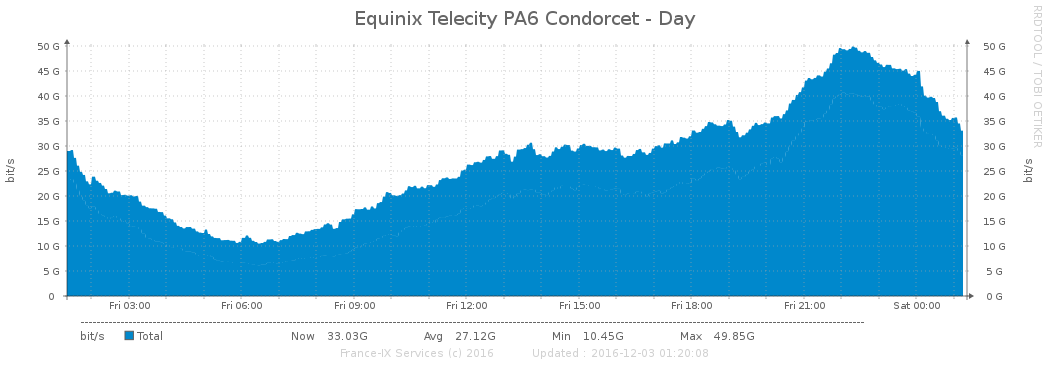 Equinix Telecity PA6 Condorcet - Day
RRDTOOL / TOBI OETIKER
50 G 50 G
45 G 45 G
40 G 40 G
35 G 35 G
30 G 30 G
25 G 25 G
20 G 20 G
15 G 15 G
10 G 10 G
5 G 5 G
0 0 G
bit/s
bit/s
Fri 03:00 Fri 06:00 Fri 09:00 Fri 12:00 Fri 15:00 Fri 18:00 Fri 21:00 Sat 00:00
bit/s Total Now 33.03G Avg 27.12G Min 10.45G Max 49.85G
France-IX Services (c) 2016 Updated : 2016-12-03 01:20:08